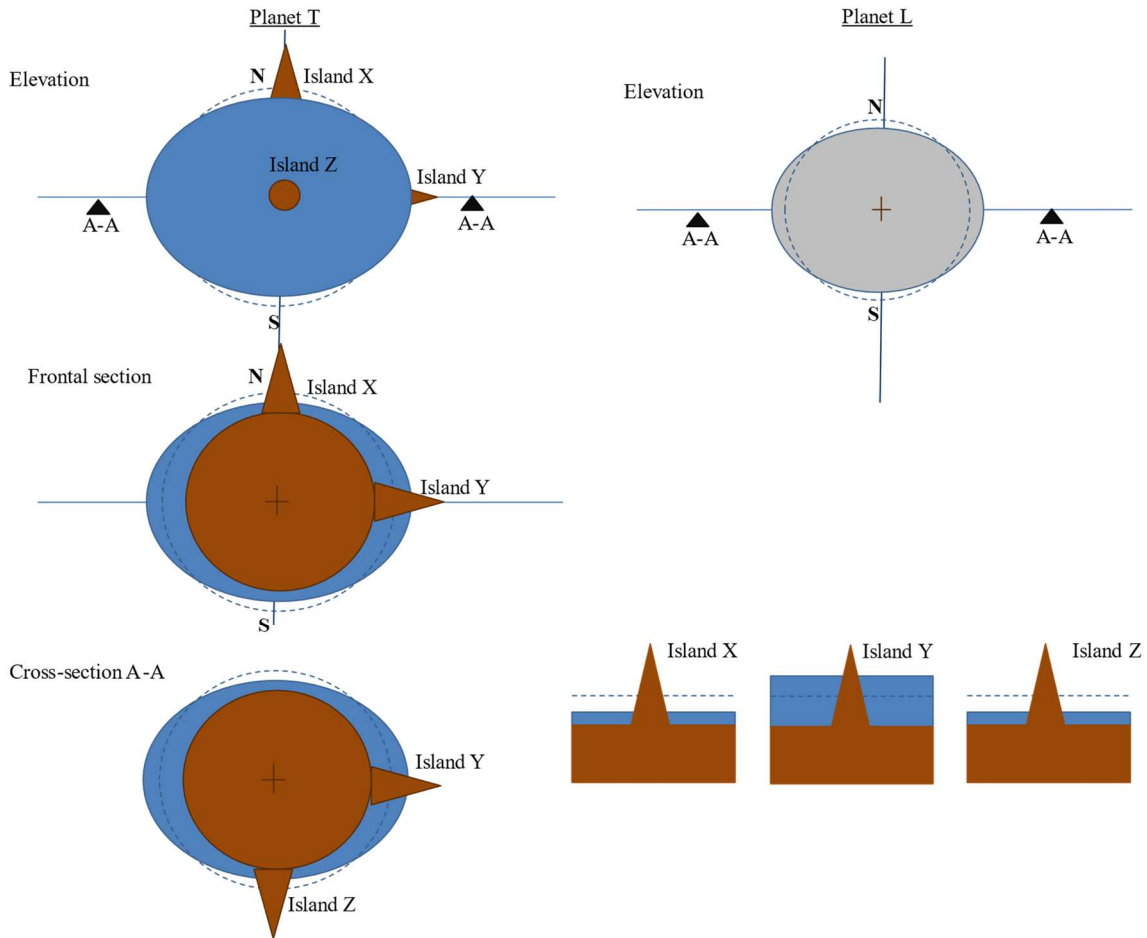 Planet T
Planet L
Elevation
N
Island X
Island Z
Island Y
A-A
A-A
S
Elevation
N
A-A
A-A
S
Frontal section
N
Island X
Island Y
S
Cross-section A-A
Island Y
Island Z
Island X
Island Y
Island Z